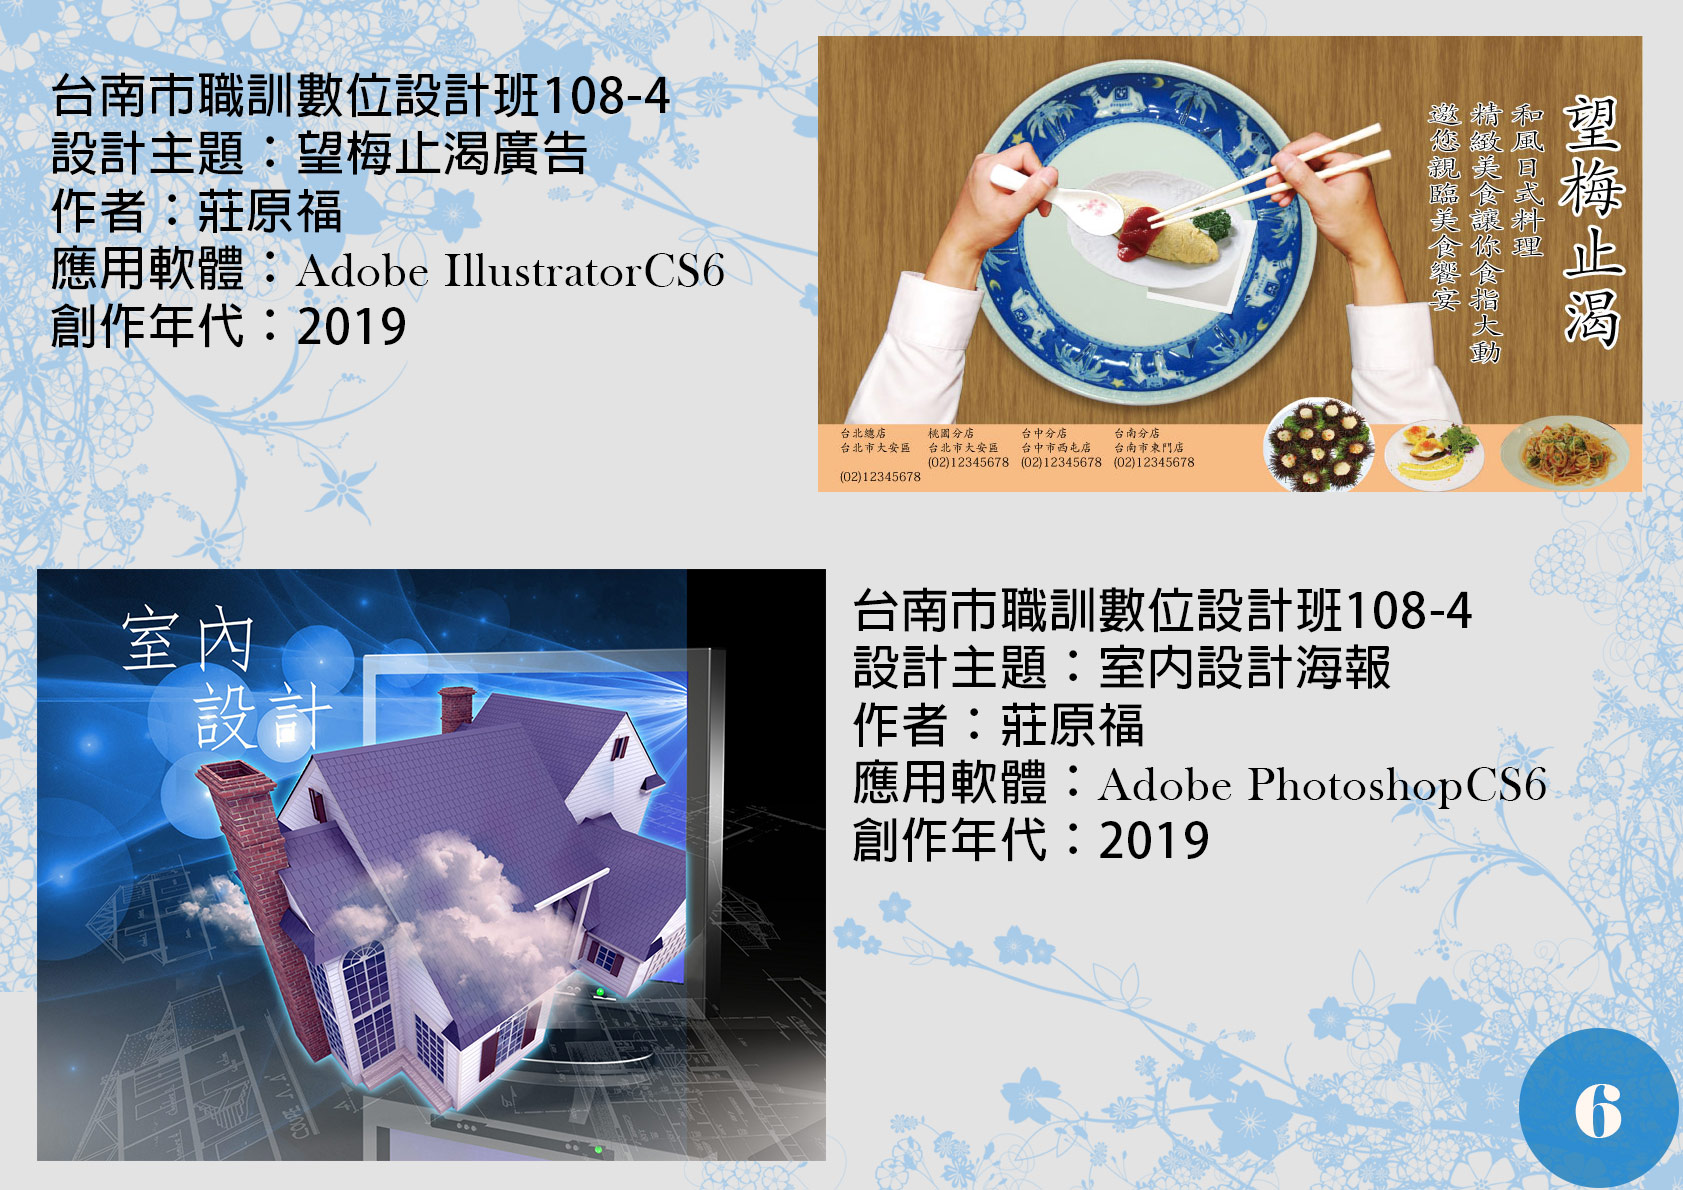 台南市職訓數位設計班108-4
設計主題：望梅止渴廣告
作者：莊原福
應用軟體：Adobe IllustratorCS6
創作年代：2019
望梅止渴
和風日式料理
精緻美食讓你食指大動
邀您親臨美食饗宴
台北總店
台北市大安區
(02)12345678
桃園分店
台北市大安區
(02)12345678
台中分店
台中市西屯店
(02)12345678
台南分店
台南市東門店
(02)12345678
室內
設計
台南市職訓數位設計班108-4
設計主題：室内設計海報
作者：莊原福
應用軟體：Adobe PhotoshopCS6
創作年代：2019
6